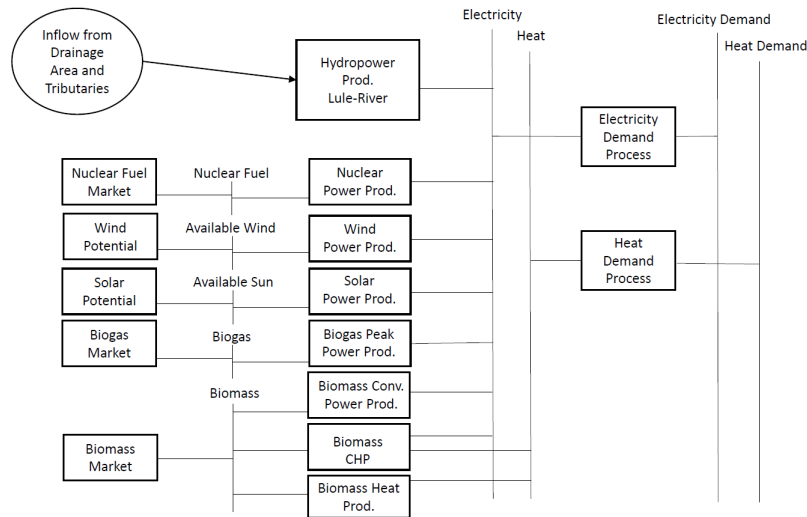 Electricity
Heat
Electricity Demand
Heat Demand
Inflow from
Drainage
Area and
Tributaries
Hydropower
Prod.
Lule-River
Electricity
Demand
Process
Nuclear Fuel
Market
Nuclear Fuel
Nuclear
Power Prod.
Wind
Potential
Available Wind
Wind
Power Prod.
Heat
Demand
Process
Solar
Potential
Available Sun
Solar
Power Prod.
Biogas
Market
Biogas
Biogas Peak
Power Prod.
Biomass
Biomass Conv.
Power Prod.
Biomass
Market
Biomass
CHP
Biomass Heat
Prod.